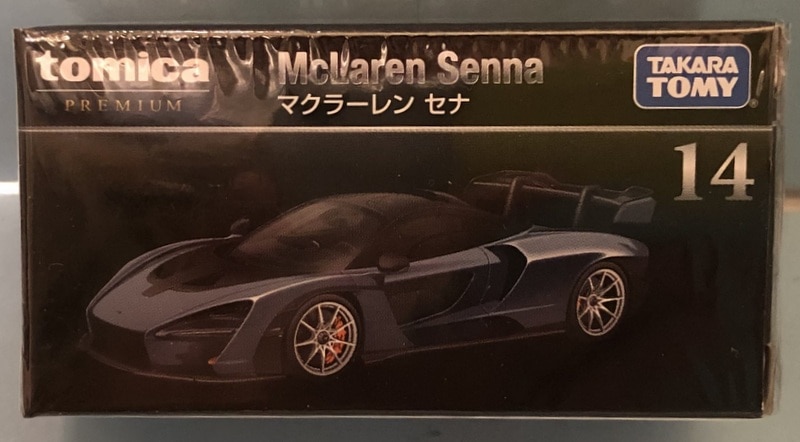 tomica
PREMIUM
McLaren Senna
マクラーレン セナ
TAKARA
TOMY
®
14